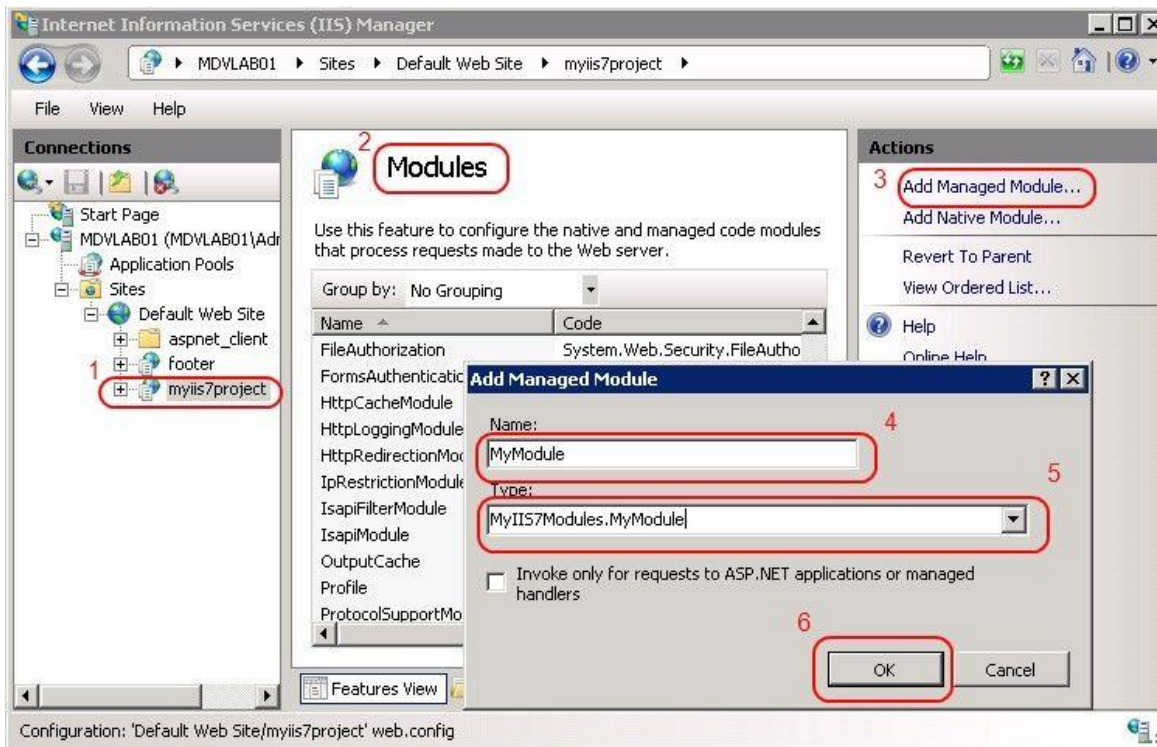 Internet Information Services (IIS) Manager
MDVLAB01 Sites Default Web Site myiis7project
File View Help
Connections
Start Page
MDVLAB01 (MDVLAB01\Adr
Application Pools
Sites
Default Web Site
aspnet_client
footer
1
myiis7project
2
Modules
Use this feature to configure the native and managed code modules
that process requests made to the Web server.
Group by: No Grouping
Name Code
FileAuthorization System.Web.Security.FileAutho
FormsAuthenticatic
HttpCacheModule
HttpLoggingModule
HttpRedirectionMoc
IpRestrictionModule
IsapiFilterModule
IsapiModule
OutputCache
Profile
ProtocolSupportMo
Features View
Actions
3
Add Managed Module...
Add Native Module...
Revert To Parent
View Ordered List...
Help
Online Help
Add Managed Module
Name:
4
MyModule
Type:
5
MyIIS7Modules.MyModule
Invoke only for requests to ASP.NET applications or managed
handlers
6
OK Cancel
Configuration: 'Default Web Site/myiis7project' web.config